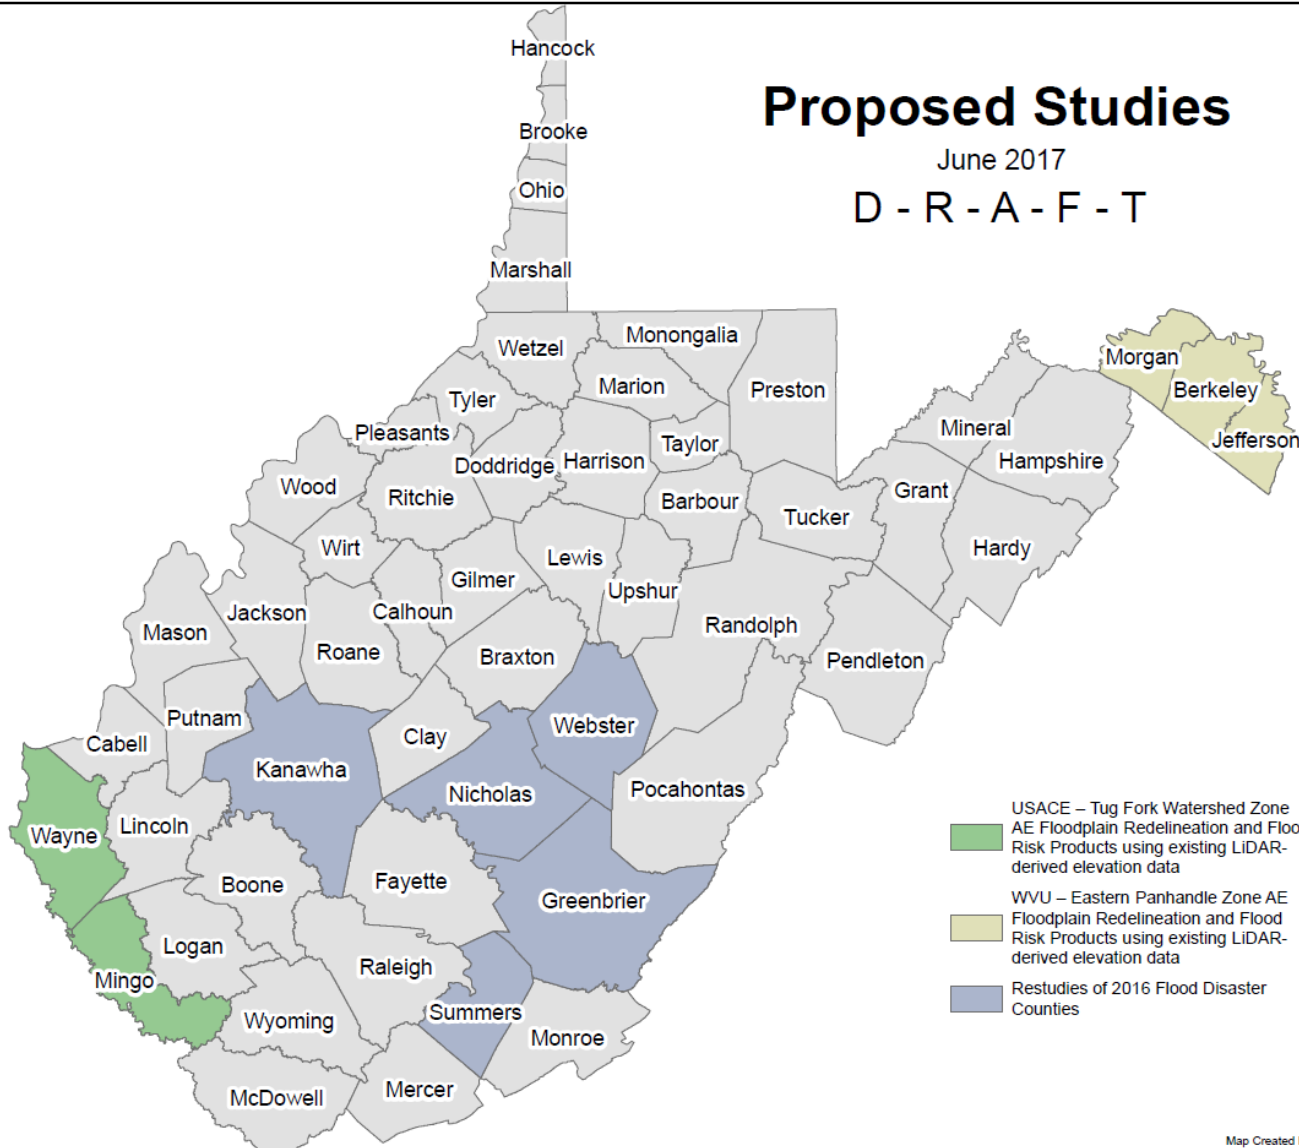 Hancock
Proposed Studies
Brooke
June 2017
Ohio
D - R - A - F - T
Marshall
Monongalia
Wetzel
Morgan
Marion
Preston
Berkeley
Tyler
Mineral
Pleasants
Taylor
Jefferson
Doddridge
Harrison
Hampshire
Wood
Ritchie
Grant
Barbour
Tucker
Wirt
Hardy
Lewis
Gilmer
Upshur
Jackson
Calhoun
Randolph
Mason
Roane
Braxton
Pendleton
Putnam
Webster
Clay
Cabell
Kanawha
Pocahontas
Nicholas
Lincoln
Wayne
USACE – Tug Fork Watershed Zone
AE Floodplain Redelineation and Floo
Risk Products using existing LiDAR-
derived elevation data
Boone
Fayette
Greenbrier
WVU – Eastern Panhandle Zone AE
Floodplain Redelineation and Flood
Risk Products using existing LiDAR-
derived elevation data
Logan
Raleigh
Mingo
Restudies of 2016 Flood Disaster
Counties
Summers
Wyoming
Monroe
Mercer
McDowell
Map Created